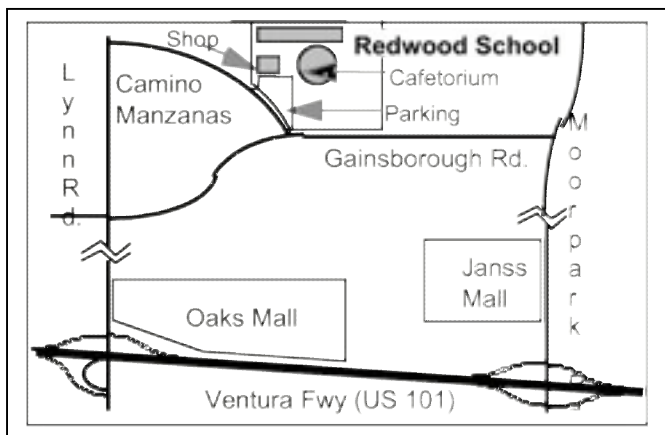 Shop
Redwood School
Cafetorium
Parking
Camino
Manzanas
Lynn Rd.
Gainsborough Rd.
Moorpark
Janss
Mall
Oaks Mall
Ventura Fwy (US 101)